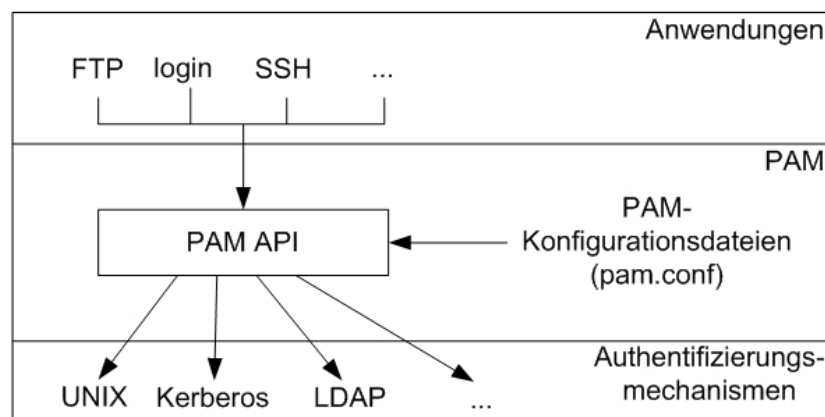 Anwendungen
FTP login SSH ...
PAM
PAM API
PAM-
Konfigurationsdateien
(pam.conf)
Authentifizierungs-
mechanismen
UNIX Kerberos LDAP ...